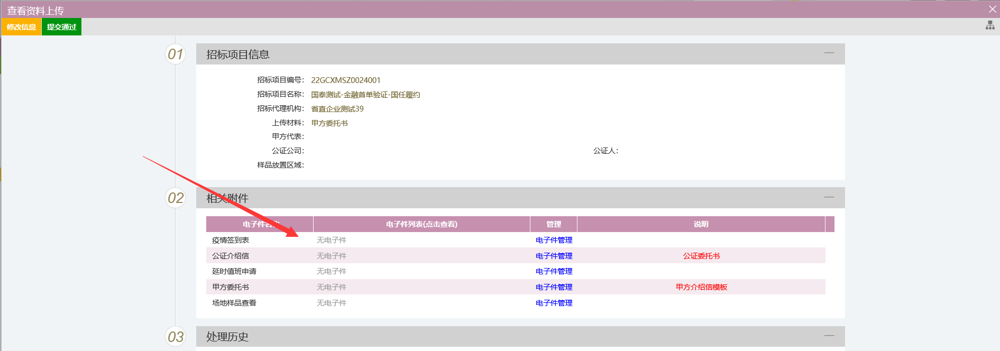 查看资料上传
修改信息 提交通过
01 招标项目信息
招标项目编号： 22GCXMSZ0024001
招标项目名称： 国泰测试-金融首单验证-国任履约
招标代理机构： 省直企业测试39
上传材料： 甲方委托书
甲方代表：
公证公司： 公证人：
样品放置区域：
02 相关附件
电子件名称 电子件列表(点击查看) 管理 说明
疫情签到表 无电子件 电子件管理
公证介绍信 无电子件 电子件管理 公证委托书
延时值班申请 无电子件 电子件管理
甲方委托书 无电子件 电子件管理 甲方介绍信模板
场地样品查看 无电子件 电子件管理
03 处理历史